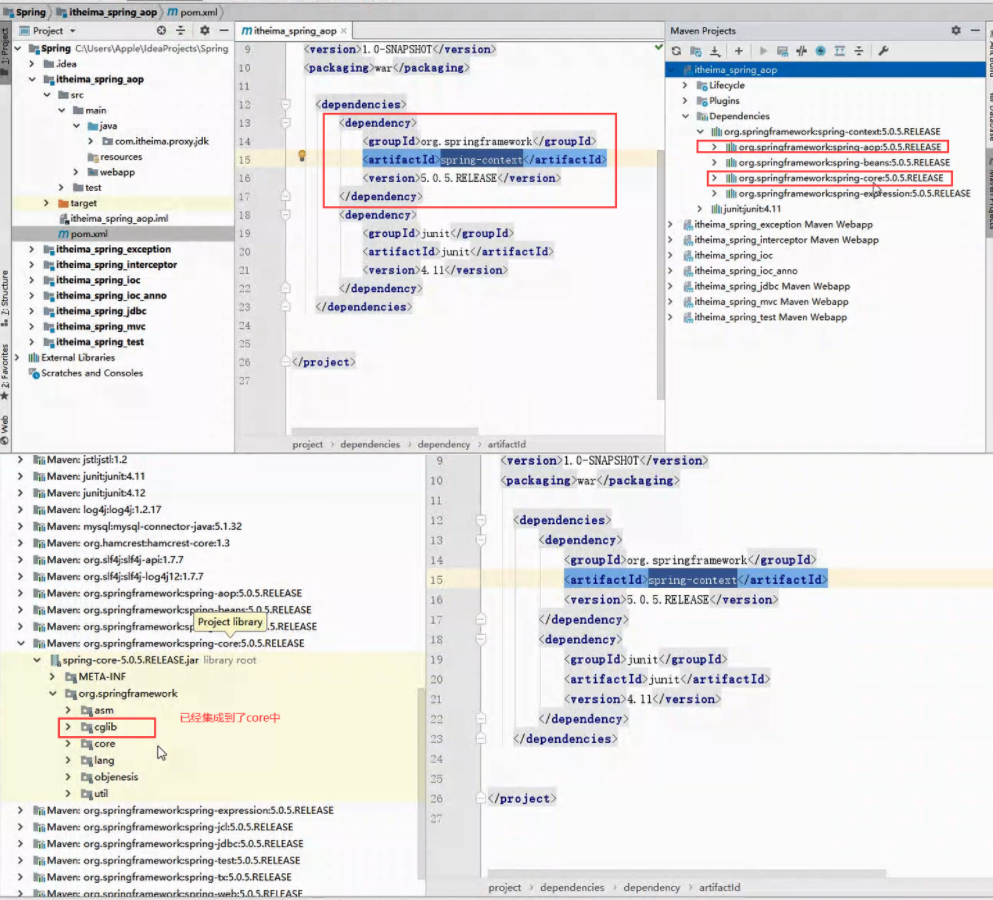 Spring
itheima_spring_aop
pom.xml
Project
Spring C:\Users\Apple\IdeaProjects\Spring
.idea
itheima_spring_aop
src
main
java
com.itheima.proxy.jdk
resources
webapp
test
target
itheima_spring_aop.iml
pom.xml
itheima_spring_exception
itheima_spring_interceptor
itheima_spring_ioc
itheima_spring_ioc_anno
itheima_spring_jdbc
itheima_spring_mvc
itheima_spring_test
External Libraries
Scratches and Consoles
1: Project
Z: Structure
2: Favorites
Web
itheima_spring_aop
9 <version>1.0-SNAPSHOT</version>
10 <packaging>war</packaging>
11
12 <dependencies>
13 <dependency>
14 <groupId>org.springframework</groupId>
15 <artifactId>spring-context</artifactId>
16 <version>5.0.5.RELEASE</version>
17 </dependency>
18 <dependency>
19 <groupId>junit</groupId>
20 <artifactId>junit</artifactId>
21 <version>4.11</version>
22 </dependency>
23 </dependencies>
24
25
26 </project>
27
project › dependencies › dependency › artifactId
Maven Projects
itheima_spring_aop
Lifecycle
Plugins
Dependencies
org.springframework:spring-context:5.0.5.RELEASE
org.springframework:spring-aop:5.0.5.RELEASE
org.springframework:spring-beans:5.0.5.RELEASE
org.springframework:spring-core:5.0.5.RELEASE
org.springframework:spring-expression:5.0.5.RELEASE
junit:junit:4.11
itheima_spring_exception Maven Webapp
itheima_spring_interceptor Maven Webapp
itheima_spring_ioc
itheima_spring_ioc_anno
itheima_spring_jdbc Maven Webapp
itheima_spring_mvc Maven Webapp
itheima_spring_test Maven Webapp
Maven: jstl:jstl:1.2
Maven: junit:junit:4.11
Maven: junit:junit:4.12
Maven: log4j:log4j:1.2.17
Maven: mysql:mysql-connector-java:5.1.32
Maven: org.hamcrest:hamcrest-core:1.3
Maven: org.slf4j:slf4j-api:1.7.7
Maven: org.slf4j:slf4j-log4j12:1.7.7
Maven: org.springframework:spring-aop:5.0.5.RELEASE
Maven: org.springframework:spring-beans:5.0.5.RELEASE
Project library
Maven: org.springframework:sp .5.RELEASE
Maven: org.springframework:spring-core:5.0.5.RELEASE
spring-core-5.0.5.RELEASE.jar library root
META-INF
org.springframework
asm
cglib
已经集成到了core中
core
lang
objenesis
util
Maven: org.springframework:spring-expression:5.0.5.RELEASE
Maven: org.springframework:spring-jcl:5.0.5.RELEASE
Maven: org.springframework:spring-jdbc:5.0.5.RELEASE
Maven: org.springframework:spring-test:5.0.5.RELEASE
Maven: org.springframework:spring-tx:5.0.5.RELEASE
Maven: org.springframework:spring-web:5.0.5.RELEASE
9 <version>1.0-SNAPSHOT</version>
10 <packaging>war</packaging>
11
12 <dependencies>
13 <dependency>
14 <groupId>org.springframework</groupId>
15 <artifactId>spring-context</artifactId>
16 <version>5.0.5.RELEASE</version>
17 </dependency>
18 <dependency>
19 <groupId>junit</groupId>
20 <artifactId>junit</artifactId>
21 <version>4.11</version>
22 </dependency>
23 </dependencies>
24
25
26 </project>
27
project › dependencies › dependency › artifactId